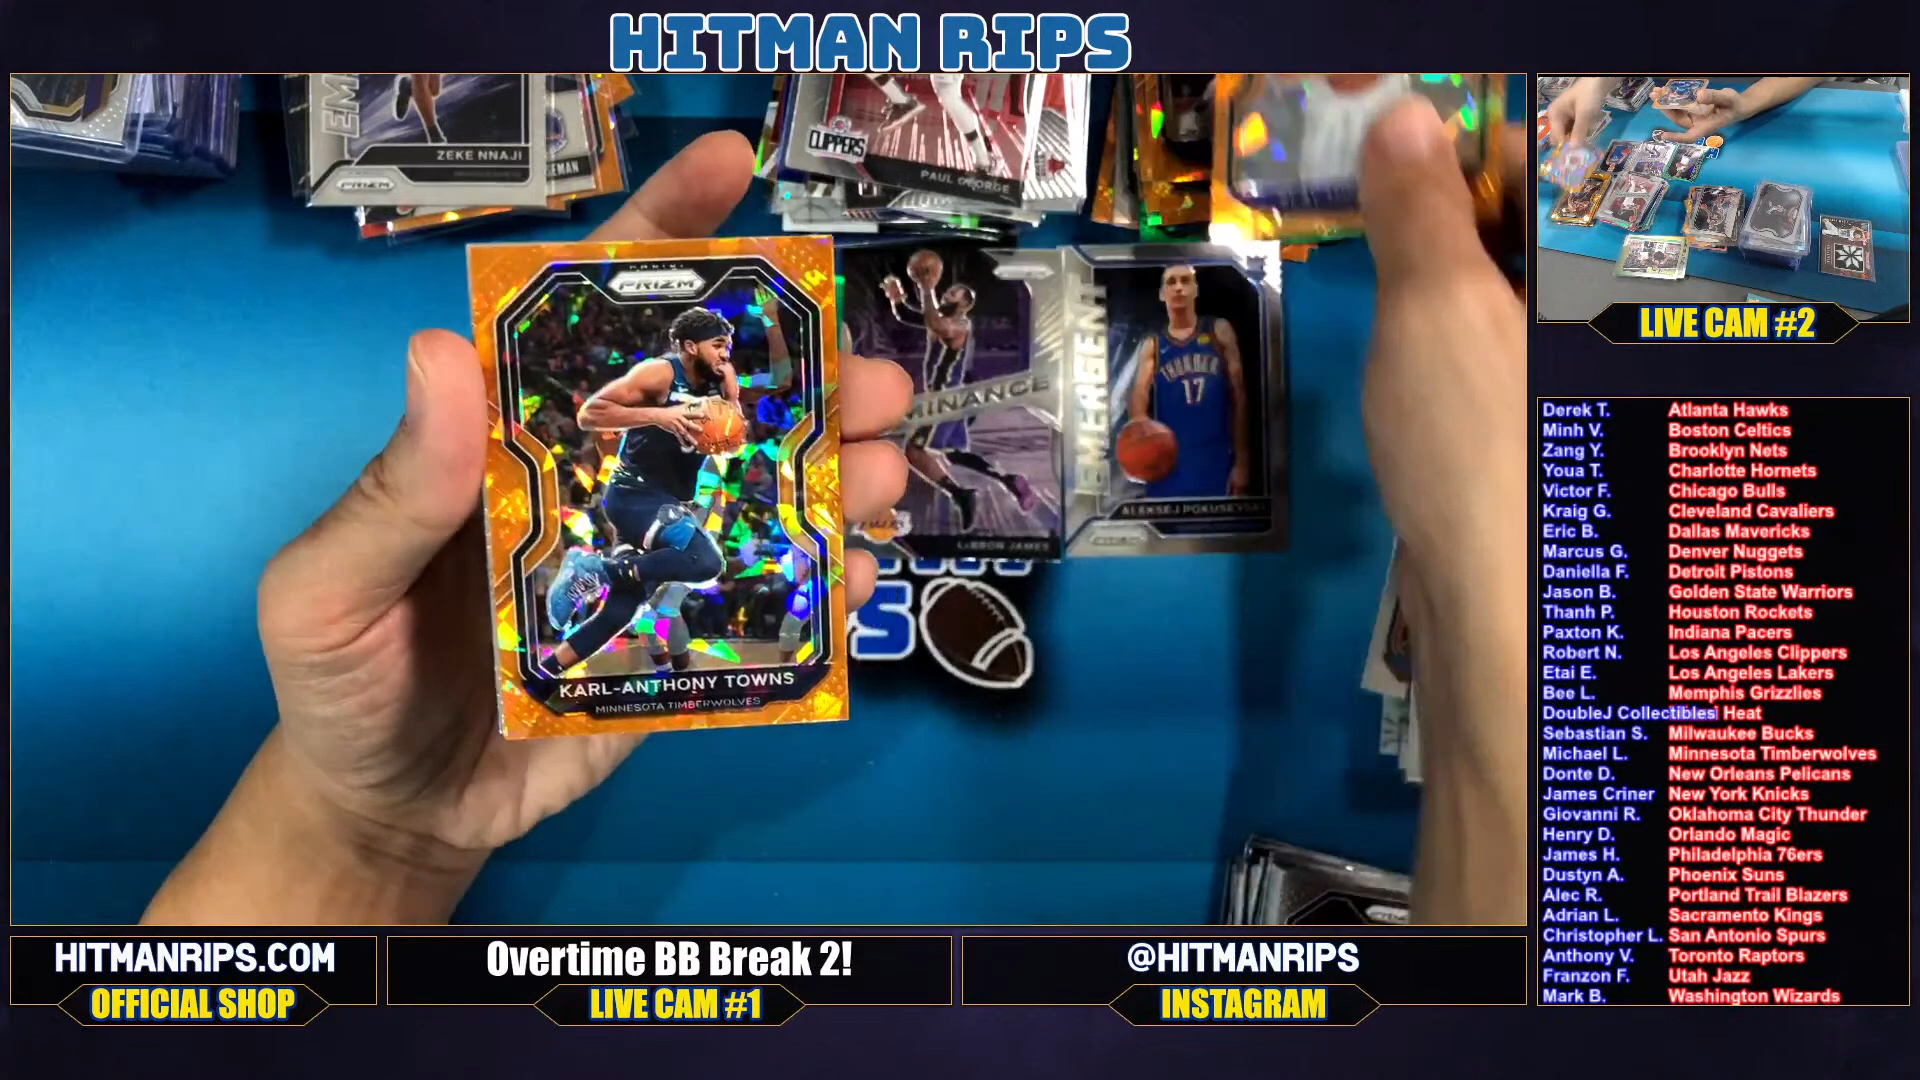 HITMAN RIPS
EM
ZEKE NNAJI
PRIZM
EMAN
CLIPPERS
PAUL GEORGE
PANINI
PRIZM
KARL-ANTHONY TOWNS
MINNESOTA TIMBERWOLVES
MINANCE
LEBRON JAMES
EMERGENT
THUNDER
17
ALEKSEJ POKUSEVSKI
S
LIVE CAM #2
Derek T. Atlanta Hawks
Minh V. Boston Celtics
Zang Y. Brooklyn Nets
Youa T. Charlotte Hornets
Victor F. Chicago Bulls
Kraig G. Cleveland Cavaliers
Eric B. Dallas Mavericks
Marcus G. Denver Nuggets
Daniella F. Detroit Pistons
Jason B. Golden State Warriors
Thanh P. Houston Rockets
Paxton K. Indiana Pacers
Robert N. Los Angeles Clippers
Etai E. Los Angeles Lakers
Bee L. Memphis Grizzlies
DoubleJ Collectibles Heat
Sebastian S. Milwaukee Bucks
Michael L. Minnesota Timberwolves
Donte D. New Orleans Pelicans
James Criner New York Knicks
Giovanni R. Oklahoma City Thunder
Henry D. Orlando Magic
James H. Philadelphia 76ers
Dustyn A. Phoenix Suns
Alec R. Portland Trail Blazers
Adrian L. Sacramento Kings
Christopher L. San Antonio Spurs
Anthony V. Toronto Raptors
Franzon F. Utah Jazz
Mark B. Washington Wizards
HITMANRIPS.COM
OFFICIAL SHOP
Overtime BB Break 2!
LIVE CAM #1
@HITMANRIPS
INSTAGRAM